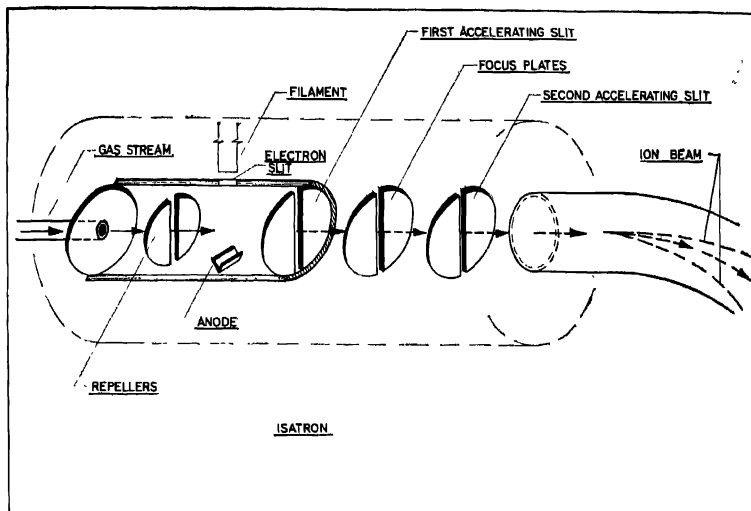 FIRST ACCELERATING SLIT
FOCUS PLATES
FILAMENT
SECOND ACCELERATING SLIT
GAS STREAM
ELECTRON
SLIT
ION BEAM
ANODE
REPELLERS
ISATRON